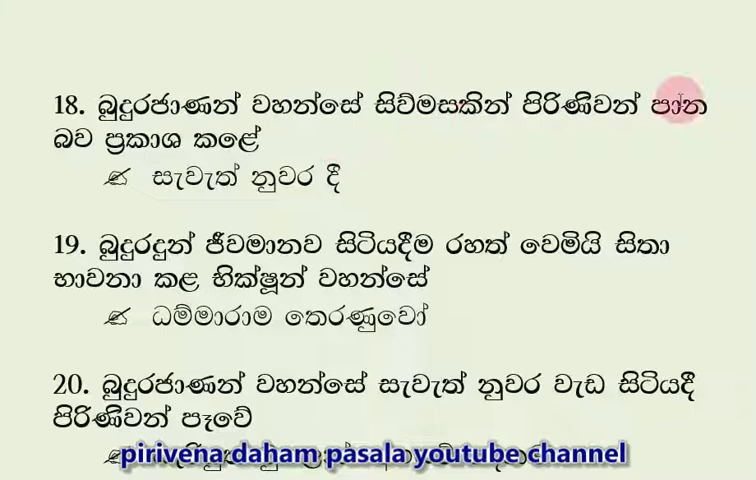 18. බුදුරජාණන් වහන්සේ සිව්මසකින් පිරිණිවන් පාන
බව ප්‍රකාශ කළේ
සැවැත් නුවර දී
19. බුදුරදුන් ජීවමානව සිටියදීම රහත් වෙමියි සිතා
භාවනා කළ භික්ෂූන් වහන්සේ
ධම්මාරාම තෙරණුවෝ
20. බුදුරජාණන් වහන්සේ සැවැත් නුවර වැඩ සිටියදී
පිරිණිවන් පෑවේ
pirivena daham pasala youtube channel